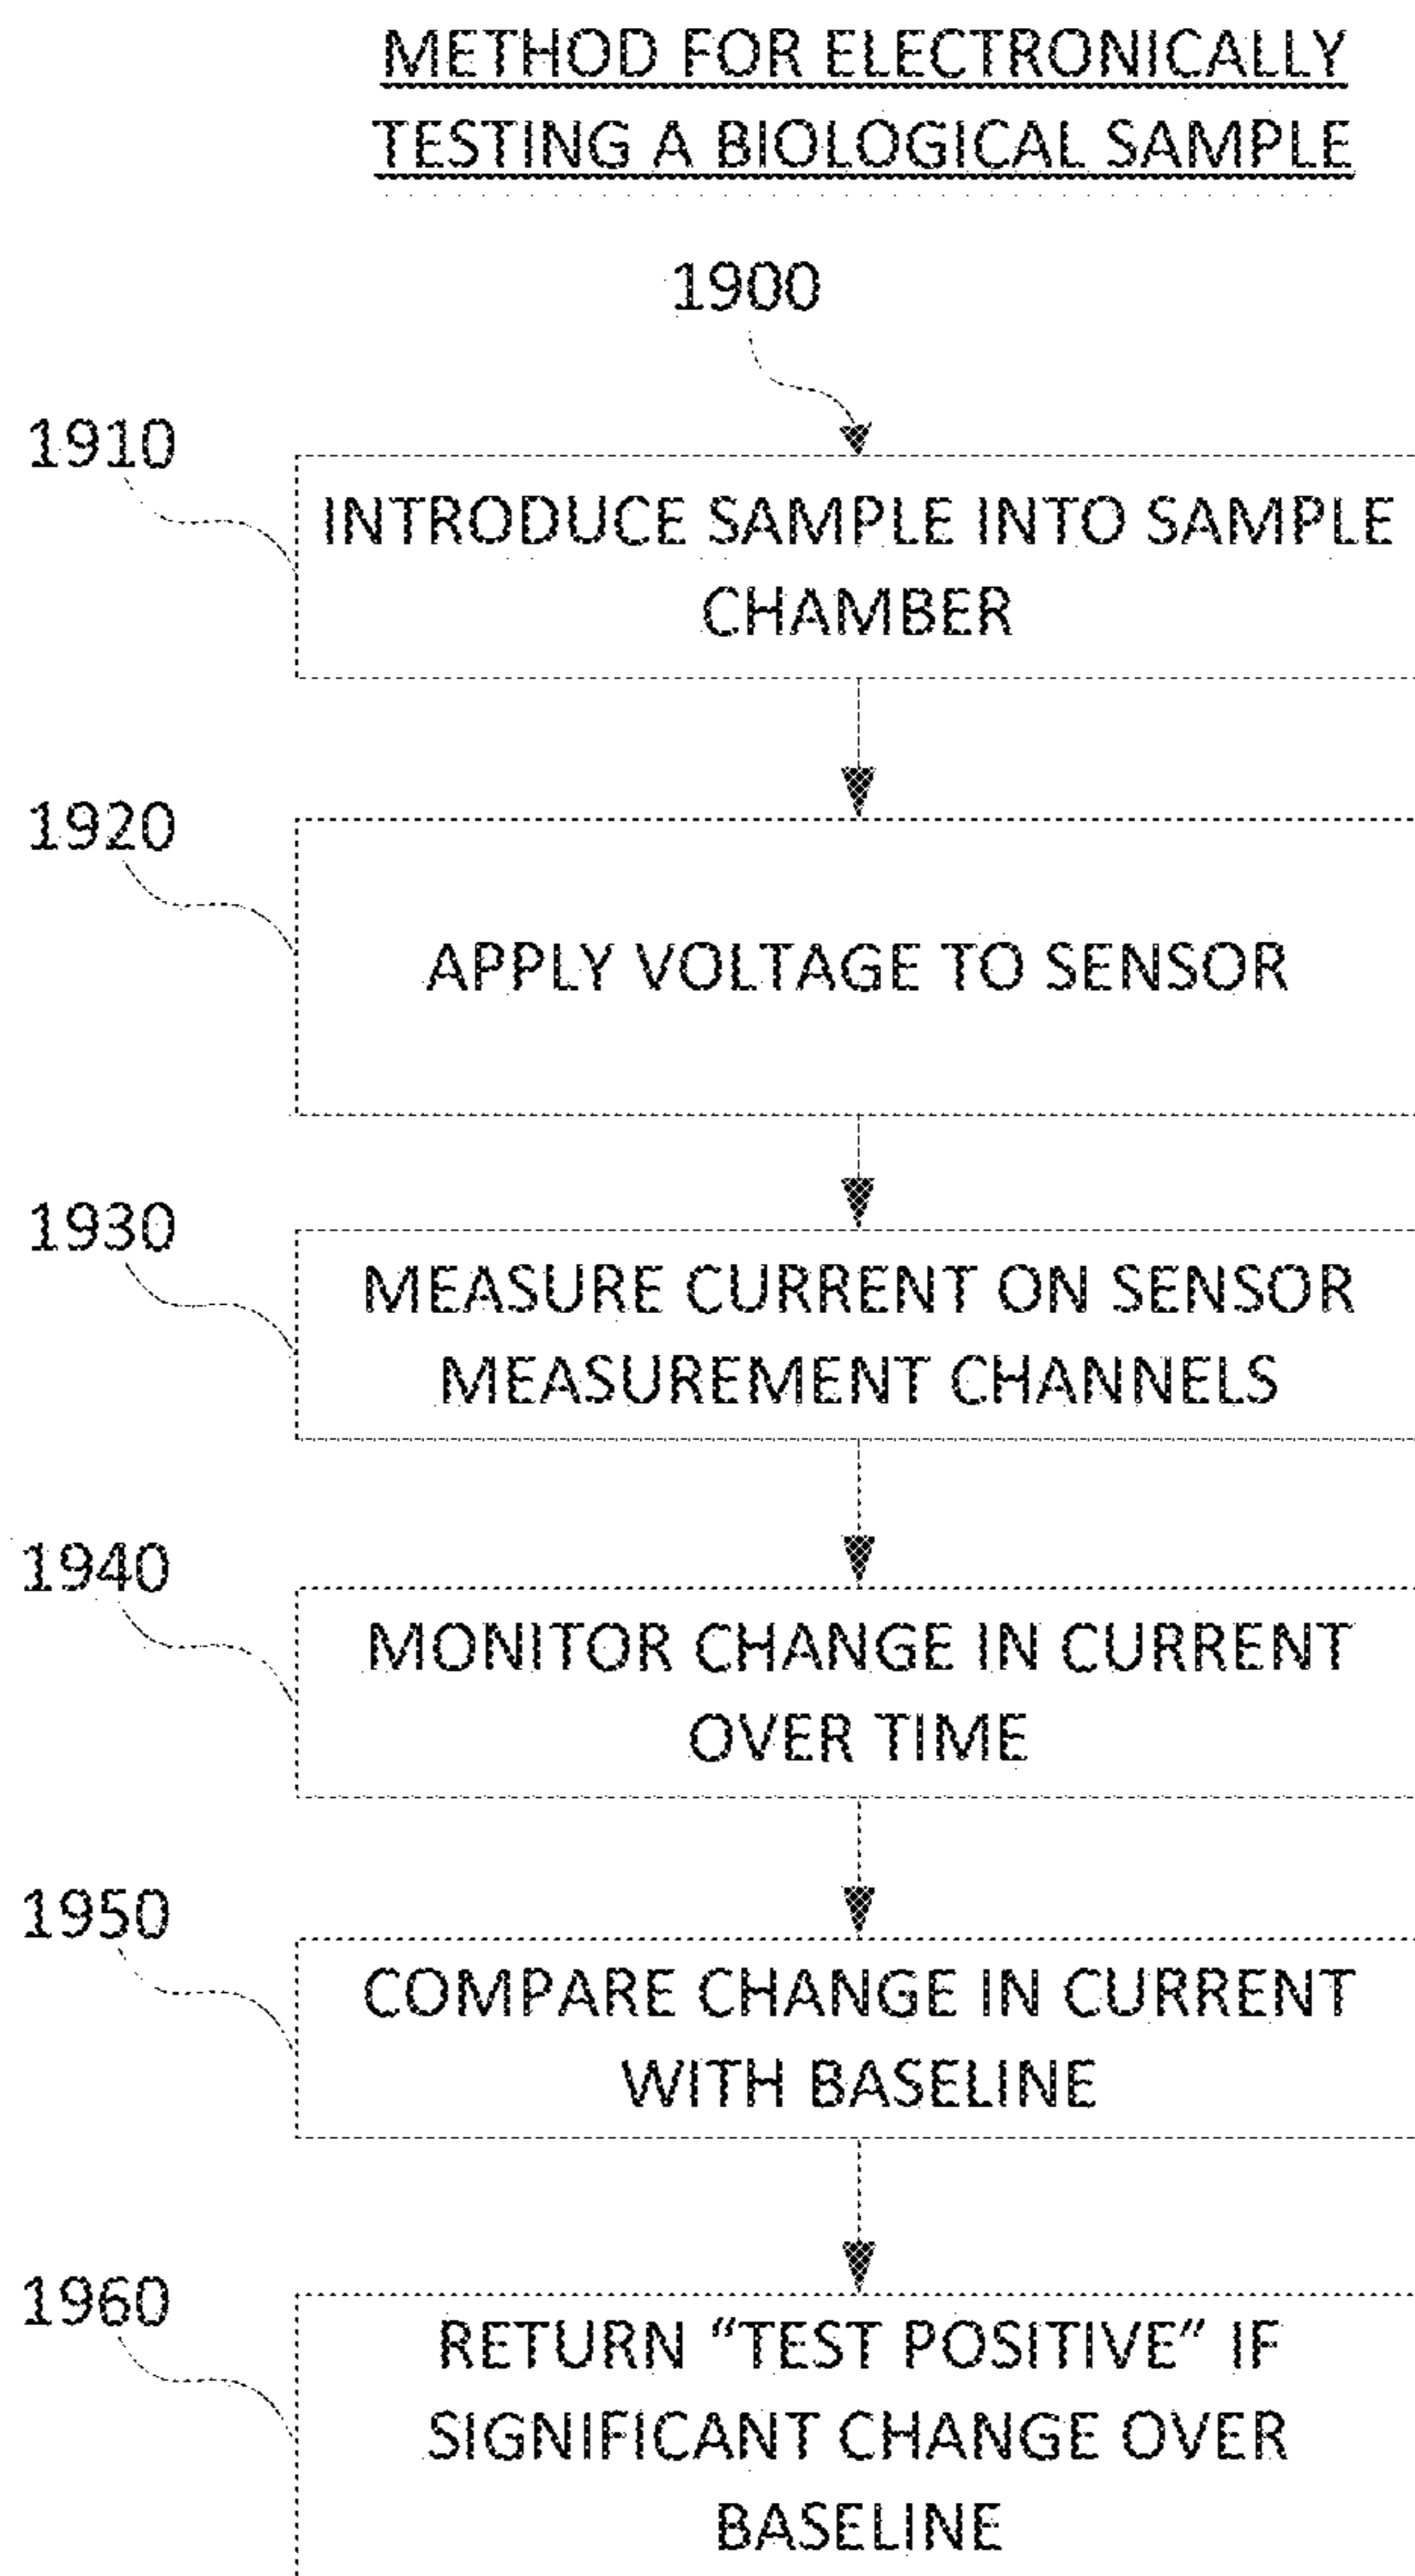 METHOD FOR ELECTRONICALLY
TESTING A BIOLOGICAL SAMPLE
1900
1910
INTRODUCE SAMPLE INTO SAMPLE
CHAMBER
1920
APPLY VOLTAGE TO SENSOR
1930
MEASURE CURRENT ON SENSOR
MEASUREMENT CHANNELS
1940
MONITOR CHANGE IN CURRENT
OVER TIME
1950
COMPARE CHANGE IN CURRENT
WITH BASELINE
1960
RETURN “TEST POSITIVE” IF
SIGNIFICANT CHANGE OVER
BASELINE